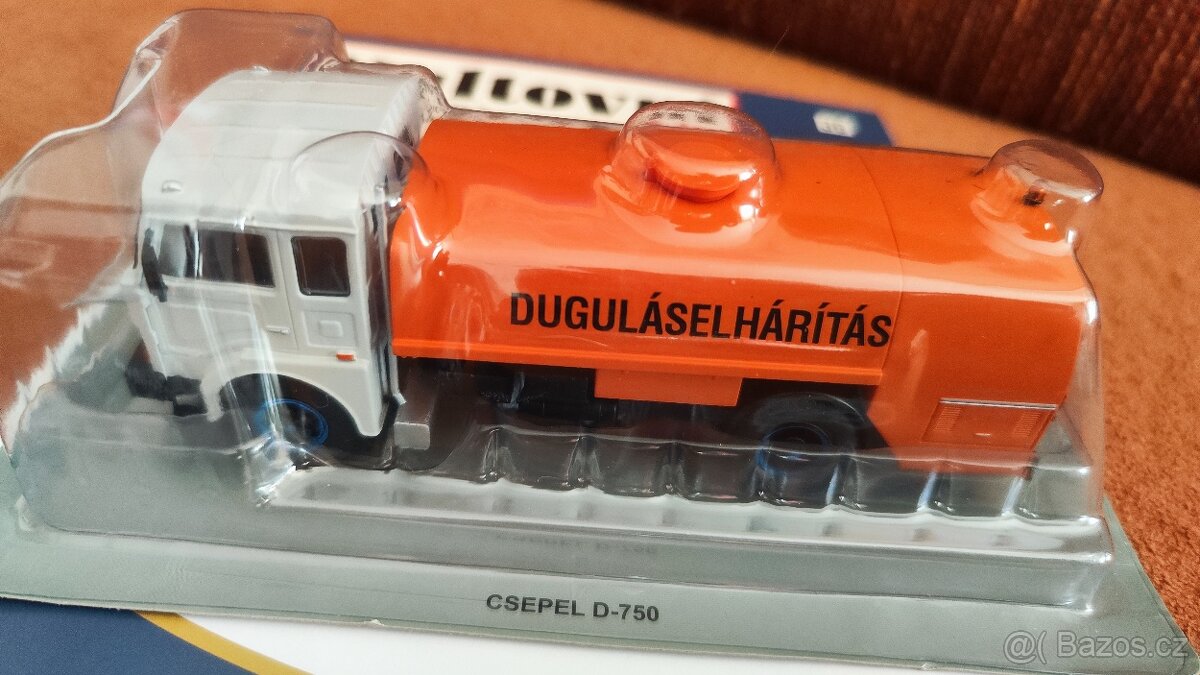 DUGULÁSELHÁRÍTÁS
CSEPEL D-750
@( Bazos.cz